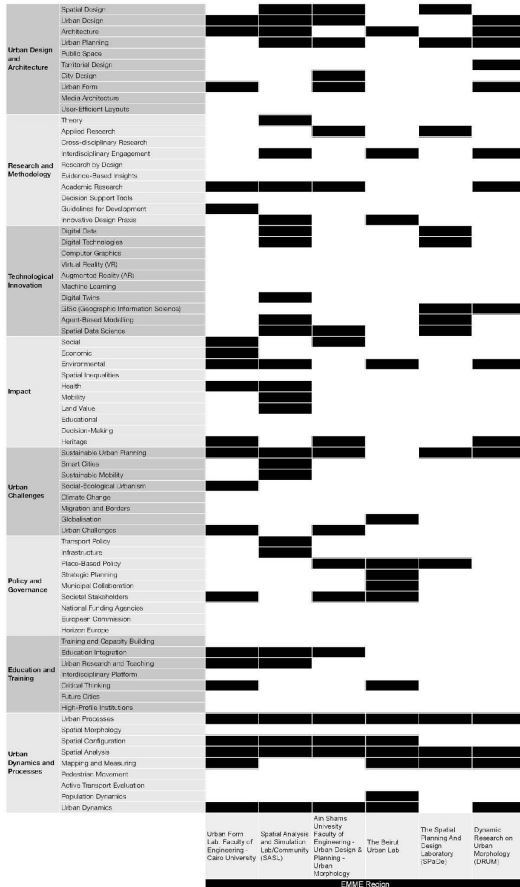 Urban Design
and
Architecture
Spatial Design
Urban Design
Architecture
Urban Planning
Public Space
Territorial Design
City Design
Urban Form
Media Architecture
User-Efficient Layouts
Research and
Methodology
Theory
Applied Research
Cross-disciplinary Research
Interdisciplinary Engagement
Research by Design
Evidence-Based Insights
Academic Research
Decision Support Tools
Guidelines for Development
Innovative Design Praxis
Technological
Innovation
Digital Data
Digital Technologies
Computer Graphics
Virtual Reality (VR)
Augmented Reality (AR)
Machine Learning
Digital Twins
GISc (Geographic Information Science)
Agent-Based Modelling
Spatial Data Science
Impact
Social
Economic
Environmental
Spatial Inequalities
Health
Mobility
Land Value
Educational
Decision-Making
Heritage
Urban
Challenges
Sustainable Urban Planning
Smart Cities
Sustainable Mobility
Social-Ecological Urbanism
Climate Change
Migration and Borders
Globalisation
Urban Challenges
Policy and
Governance
Transport Policy
Infrastructure
Place-Based Policy
Strategic Planning
Municipal Collaboration
Societal Stakeholders
National Funding Agencies
European Commission
Horizon Europe
Education and
Training
Training and Capacity Building
Education Integration
Urban Research and Teaching
Interdisciplinary Platform
Critical Thinking
Future Cities
High-Profile Institutions
Urban
Dynamics and
Processes
Urban Processes
Spatial Morphology
Spatial Configuration
Spatial Analysis
Mapping and Measuring
Pedestrian Movement
Active Transport Evaluation
Population Dynamics
Urban Dynamics
Urban Form
Lab. Faculty of
Engineering -
Cairo University
Spatial Analysis
and Simulation
Lab/Community
(SASL)
Ain Shams
Univesity
Faculty of
Engineering -
Urban Design &
Planning -
Urban
Morphology
The Beirut
Urban Lab
The Spatial
Planning And
Design
Laboratory
(SPaDe)
Dynamic
Research on
Urban
Morphology
(DRUM)
EMME Region